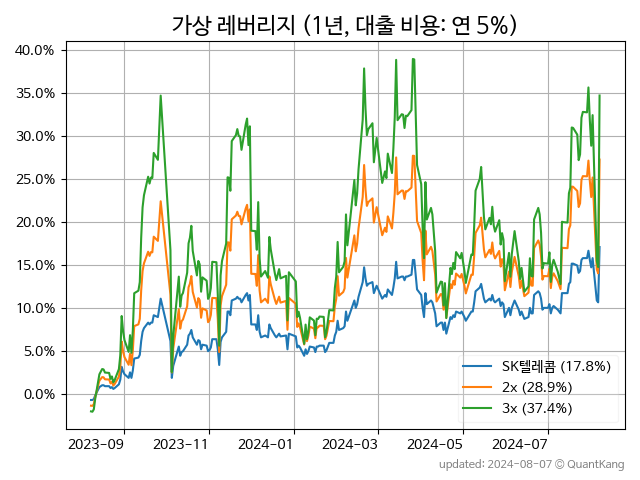 가상 레버리지 (1년, 대출 비용: 연 5%)
40.0%
35.0%
30.0%
25.0%
20.0%
15.0%
10.0%
5.0%
0.0%
SK텔레콤 (17.8%)
2x (28.9%)
3x (37.4%)
2023-09 2023-11 2024-01 2024-03 2024-05 2024-07
updated: 2024-08-07 © QuantKang